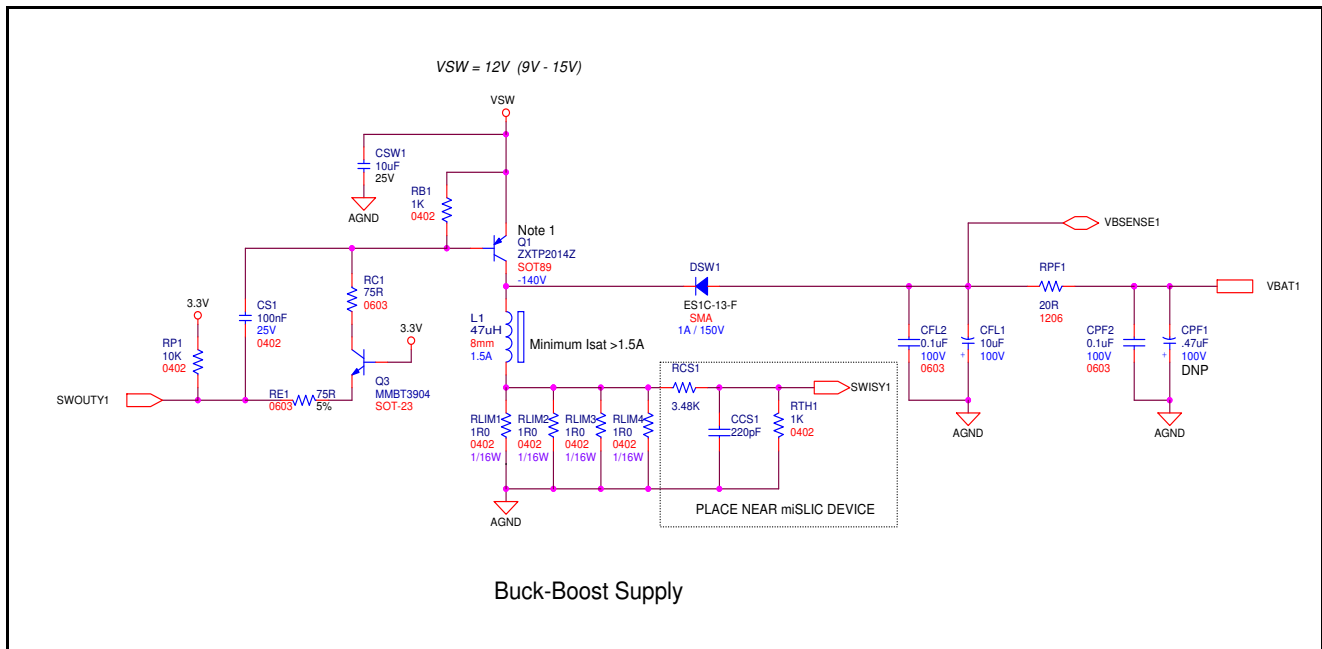 VSW = 12V (9V - 15V)
VSW
CSW1
10uF
25V
AGND
RB1
1K
0402
Note 1
Q1
ZXTP2014Z
SOT89
-140V
VBSENSE1
DSW1
ES1C-13-F
SMA
1A / 150V
RPF1
20R
1206
VBAT1
RC1
75R
0603
3.3V
CS1
100nF
25V
0402
RP1
10K
0402
3.3V
L1
47uH
8mm
1.5A
Minimum Isat >1.5A
CFL2
0.1uF
100V
0603
CFL1
10uF
100V
+
CPF2
0.1uF
100V
0603
CPF1
.47uF
100V
DNP
+
Q3
MMBT3904
SOT-23
SWOUTY1
RE1
0603
75R
5%
RCS1
3.48K
SWISY1
RLIM1
1R0
0402
1/16W
RLIM2
1R0
0402
1/16W
RLIM3
1R0
0402
1/16W
RLIM4
1R0
0402
1/16W
CCS1
220pF
RTH1
1K
0402
AGND
AGND
AGND
PLACE NEAR miSLIC DEVICE
Buck-Boost Supply